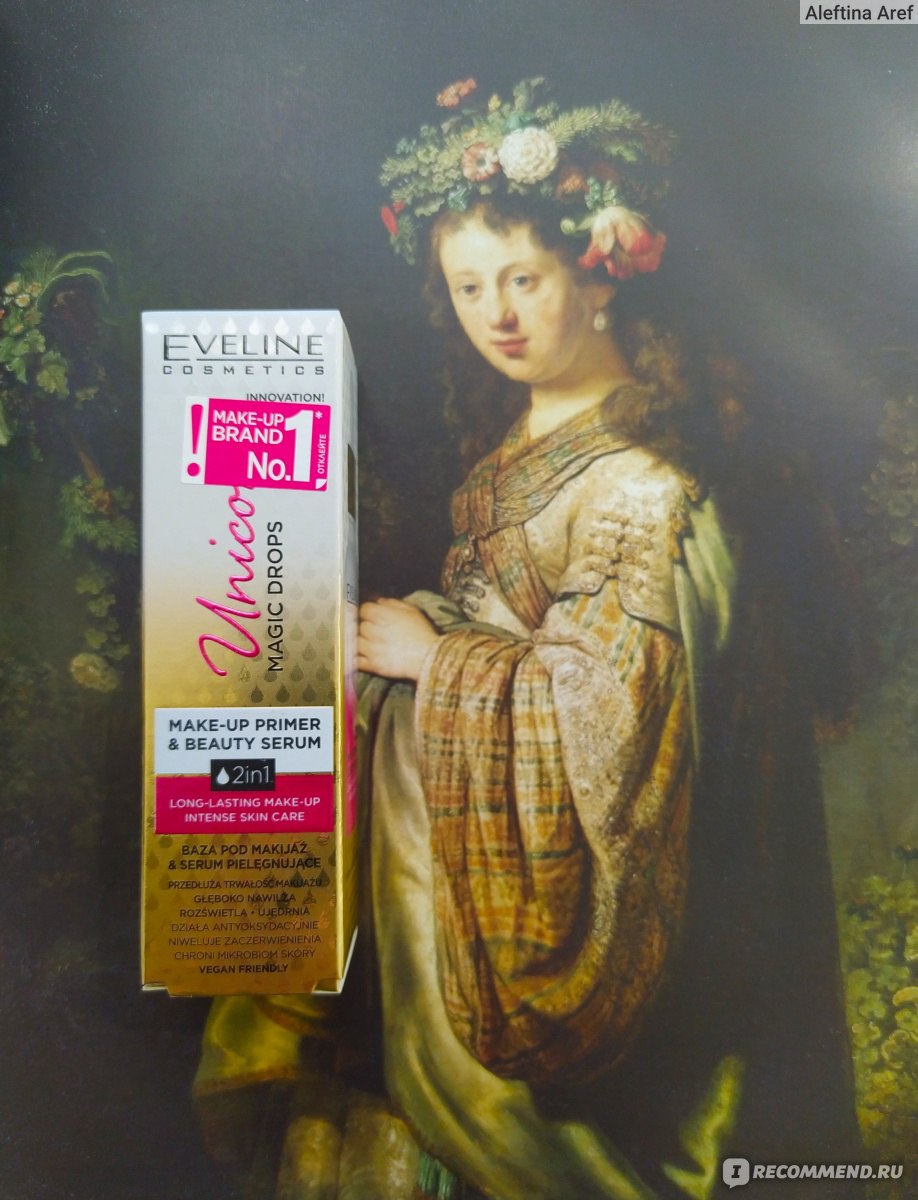 Aleftina Aref
EVELINE
COSMETICS
INNOVATION!
! MAKE-UP
BRAND
No.1*
ОТКЛЕЙТЕ
MAGIC DROPS
MAKE-UP PRIMER
& BEAUTY SERUM
2in1
LONG-LASTING MAKE-UP
INTENSE SKIN CARE
BAZA POD MAKIJAŻ
& SERUM PIELĘGNUJĄCE
PRZEDŁUŻA TRWAŁOŚĆ MAKIJAŻU
GŁĘBOKO NAWILŻA
ROZŚWIETLA • UJĘDRNIA
DZIAŁA ANTYOKSYDACYJNIE
NIWELUJE ZACZERWIENIENIA
CHRONI MIKROBIOM SKÓRY
VEGAN FRIENDLY
I RECOMMEND.RU